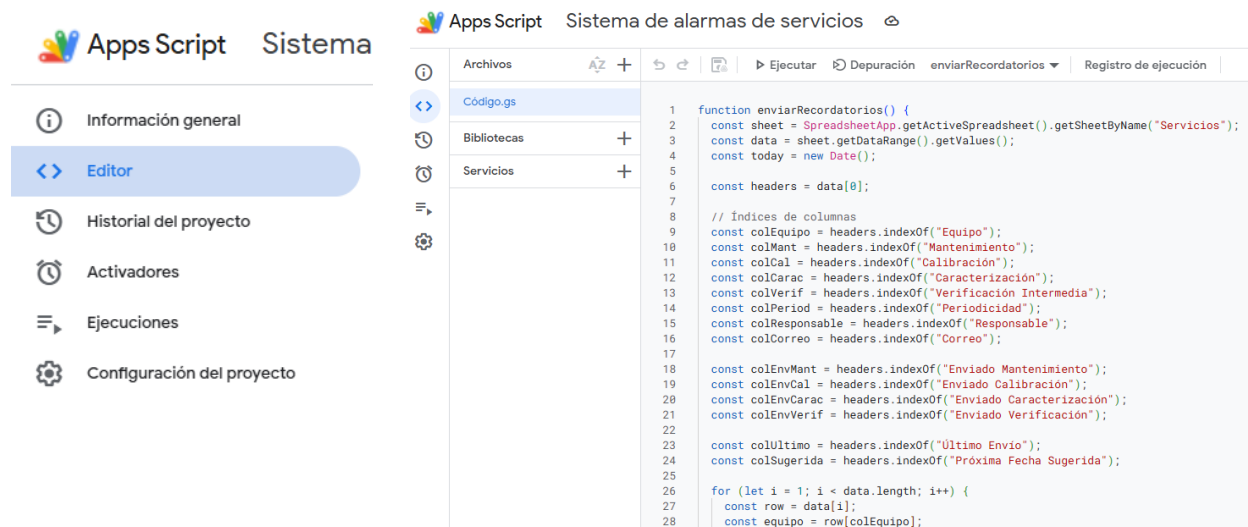 Apps Script Sistema
Información general
Editor
Historial del proyecto
Activadores
Ejecuciones
Configuración del proyecto
Apps Script Sistema de alarmas de servicios
Archivos AZ
Ejecutar Depuración enviarRecordatorios Registro de ejecución
Código.gs
Bibliotecas
Servicios
1 function enviarRecordatorios() {
2 const sheet = SpreadsheetApp.getActiveSpreadsheet().getSheetByName("Servicios");
3 const data = sheet.getDataRange().getValues();
4 const today = new Date();
5
6 const headers = data[0];
7
8 // Índices de columnas
9 const colEquipo = headers.indexOf("Equipo");
10 const colMant = headers.indexOf("Mantenimiento");
11 const colCal = headers.indexOf("Calibración");
12 const colCarac = headers.indexOf("Caracterización");
13 const colVerif = headers.indexOf("Verificación Intermedia");
14 const colPeriod = headers.indexOf("Periodicidad");
15 const colResponsable = headers.indexOf("Responsable");
16 const colCorreo = headers.indexOf("Correo");
17
18 const colEnvMant = headers.indexOf("Enviado Mantenimiento");
19 const colEnvCal = headers.indexOf("Enviado Calibración");
20 const colEnvCarac = headers.indexOf("Enviado Caracterización");
21 const colEnvVerif = headers.indexOf("Enviado Verificación");
22
23 const colUltimo = headers.indexOf("Último Envío");
24 const colSugerida = headers.indexOf("Próxima Fecha Sugerida");
25
26 for (let i = 1; i < data.length; i++) {
27 const row = data[i];
28 const equipo = row[colEquipo];